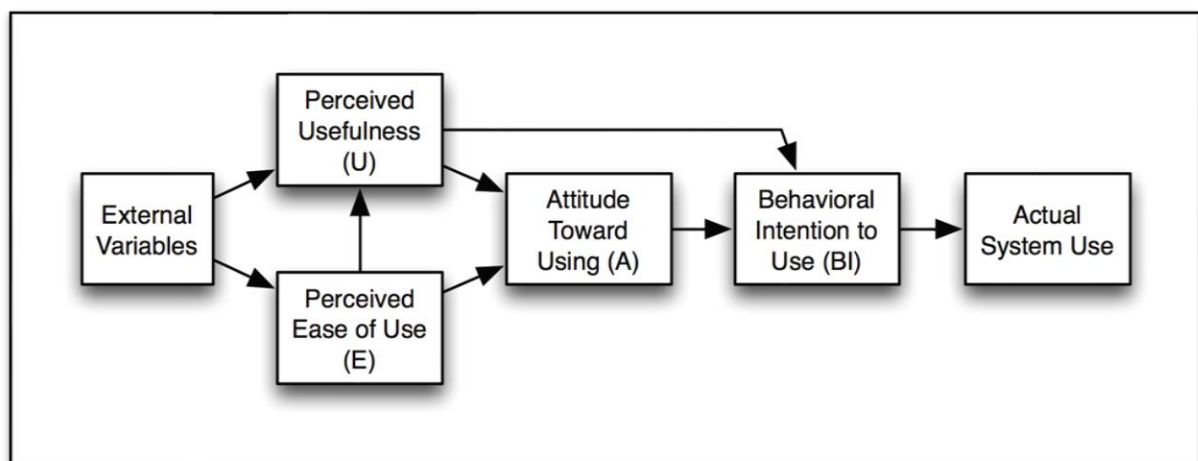 External
Variables
Perceived
Usefulness
(U)
Perceived
Ease of Use
(E)
Attitude
Toward
Using (A)
Behavioral
Intention to
Use (BI)
Actual
System Use